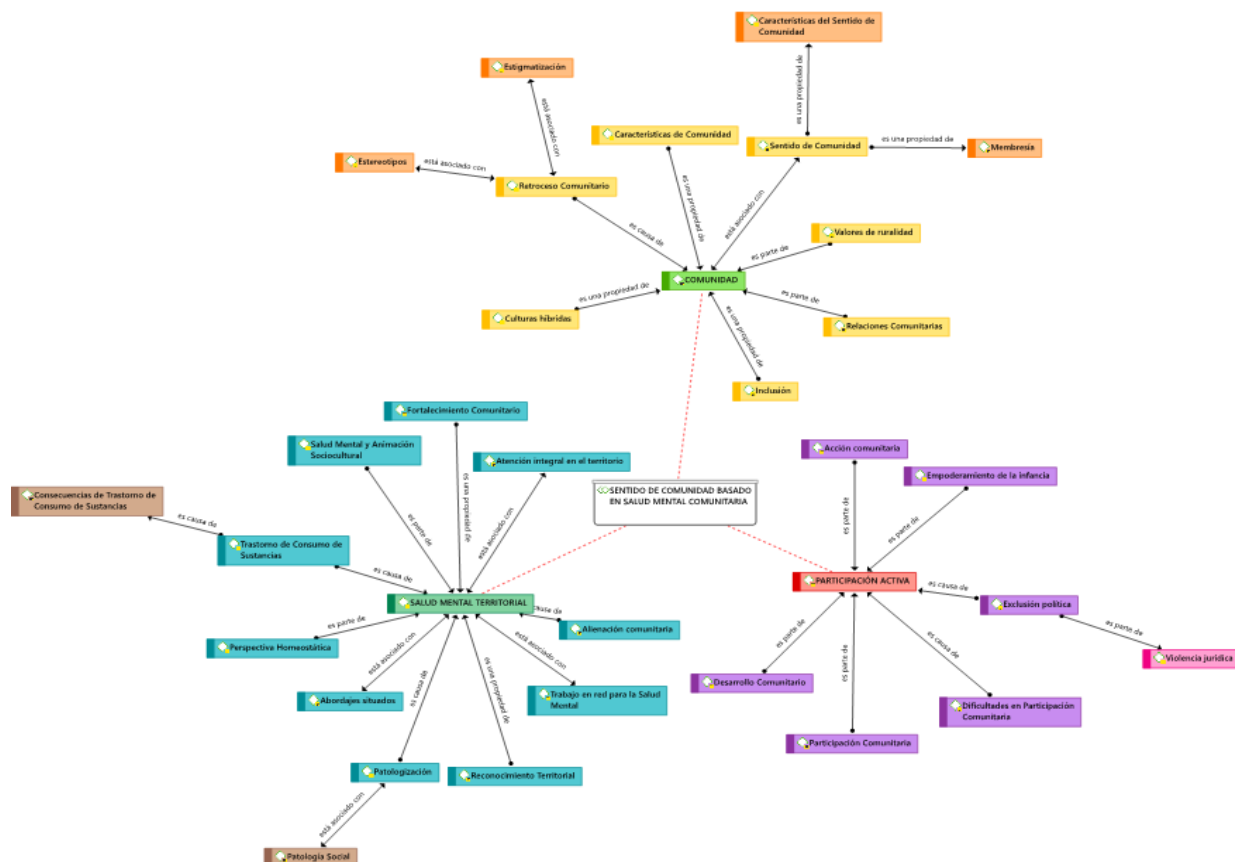 Características del Sentido de
Comunidad
es una propiedad de
Estigmatización
está asociado con
Características de Comunidad
Sentido de Comunidad
es una propiedad de
Membresía
Estereotipos
está asociado con
Retroceso Comunitario
es una propiedad de
está asociado con
es causa de
Valores de ruralidad
es parte de
COMUNIDAD
es una propiedad de
Culturas híbridas
es parte de
Relaciones Comunitarias
es una propiedad de
Inclusión
Fortalecimiento Comunitario
Salud Mental y Animación
Sociocultural
Atención integral en el territorio
es una propiedad de
es parte de
está asociado con
Consecuencias de Trastorno de
Consumo de Sustancias
es causa de
Trastorno de Consumo de
Sustancias
es causa de
SENTIDO DE COMUNIDAD BASADO
EN SALUD MENTAL COMUNITARIA
Acción comunitaria
Empoderamiento de la infancia
es parte de
es parte de
PARTICIPACIÓN ACTIVA
es causa de
Exclusión política
es parte de
Violencia jurídica
SALUD MENTAL TERRITORIAL
causa de
Alienación comunitaria
es parte de
Perspectiva Homeostática
está asociado con
Abordajes situados
está asociado con
Trabajo en red para la Salud
Mental
es causa de
es una propiedad de
Patologización
Reconocimiento Territorial
está asociado con
Patología Social
es parte de
Desarrollo Comunitario
es parte de
Participación Comunitaria
es causa de
Dificultades en Participación
Comunitaria